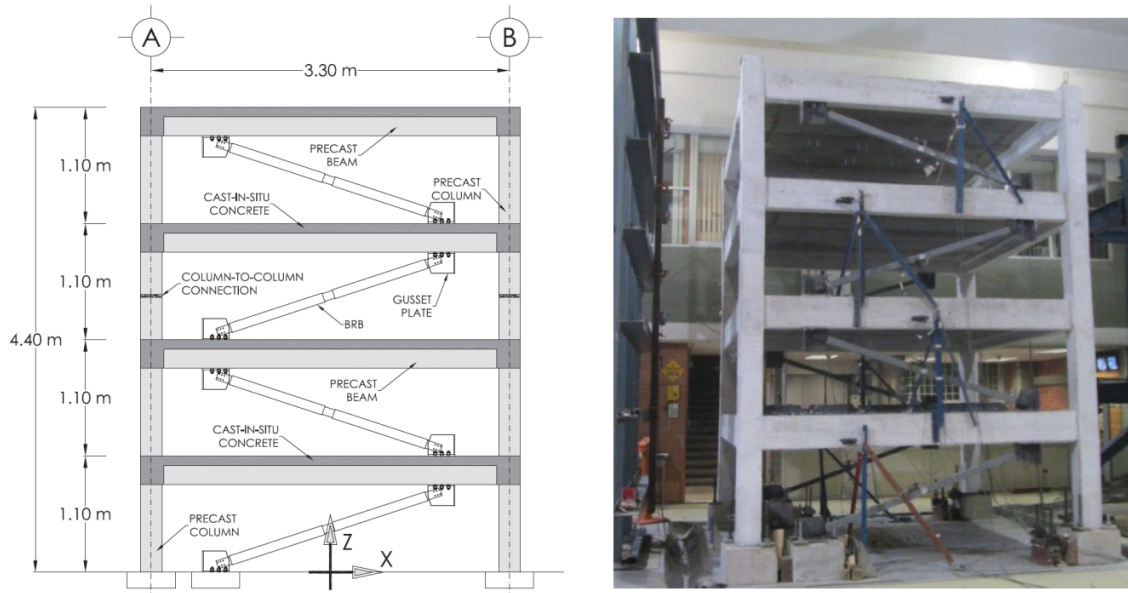 A
B
3.30 m
PRECAST
BEAM
1.10 m
PRECAST
COLUMN
CAST-IN-SITU
CONCRETE
COLUMN-TO-COLUMN
CONNECTION
1.10 m
GUSSET
PLATE
BRB
4.40 m
PRECAST
BEAM
1.10 m
CAST-IN-SITU
CONCRETE
1.10 m
PRECAST
COLUMN
Z
X